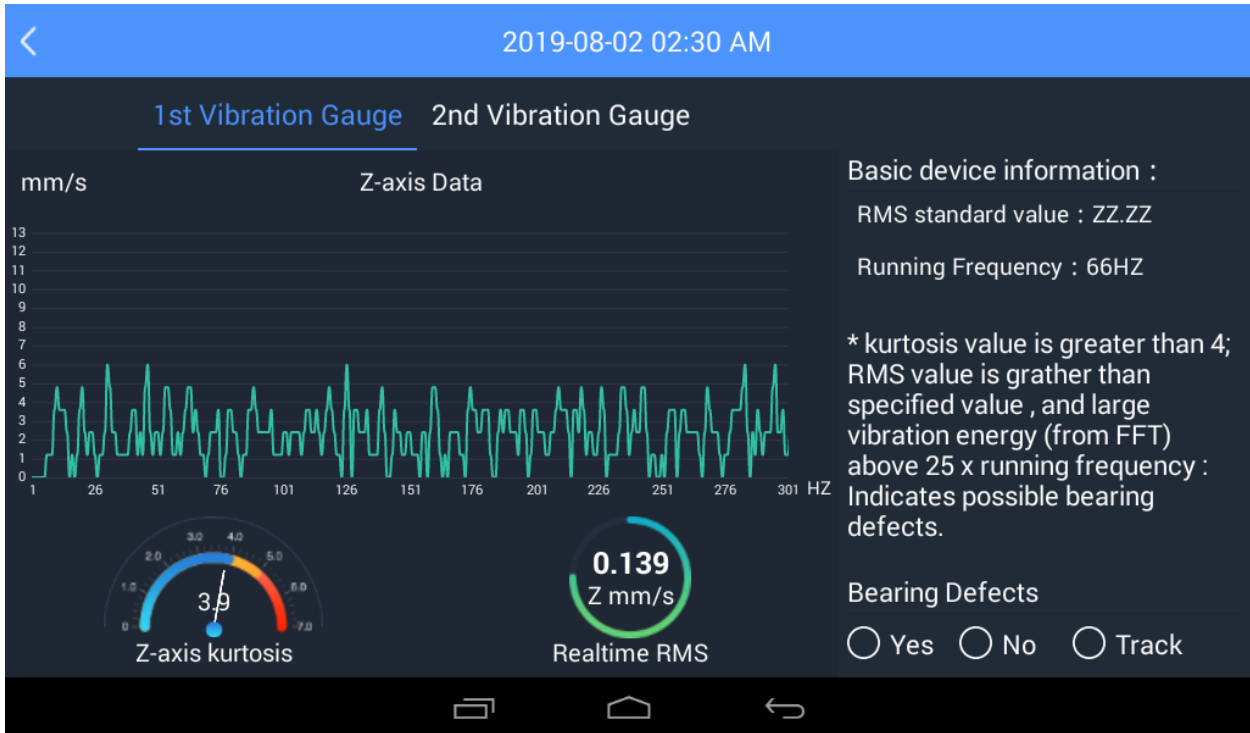 2019-08-02 02:30 AM
1st Vibration Gauge 2nd Vibration Gauge
mm/s Z-axis Data
13
12
11
10
9
8
7
6
5
4
3
2
1
0
1 26 51 76 101 126 151 176 201 226 251 276 301 HZ
0 1.0 2.0 3.0 4.0 5.0 6.0 7.0
3.9
Z-axis kurtosis
0.139
Z mm/s
Realtime RMS
Basic device information :
RMS standard value : ZZ.ZZ
Running Frequency : 66HZ
* kurtosis value is greater than 4;
RMS value is grather than
specified value , and large
vibration energy (from FFT)
above 25 x running frequency :
Indicates possible bearing
defects.
Bearing Defects
Yes No Track